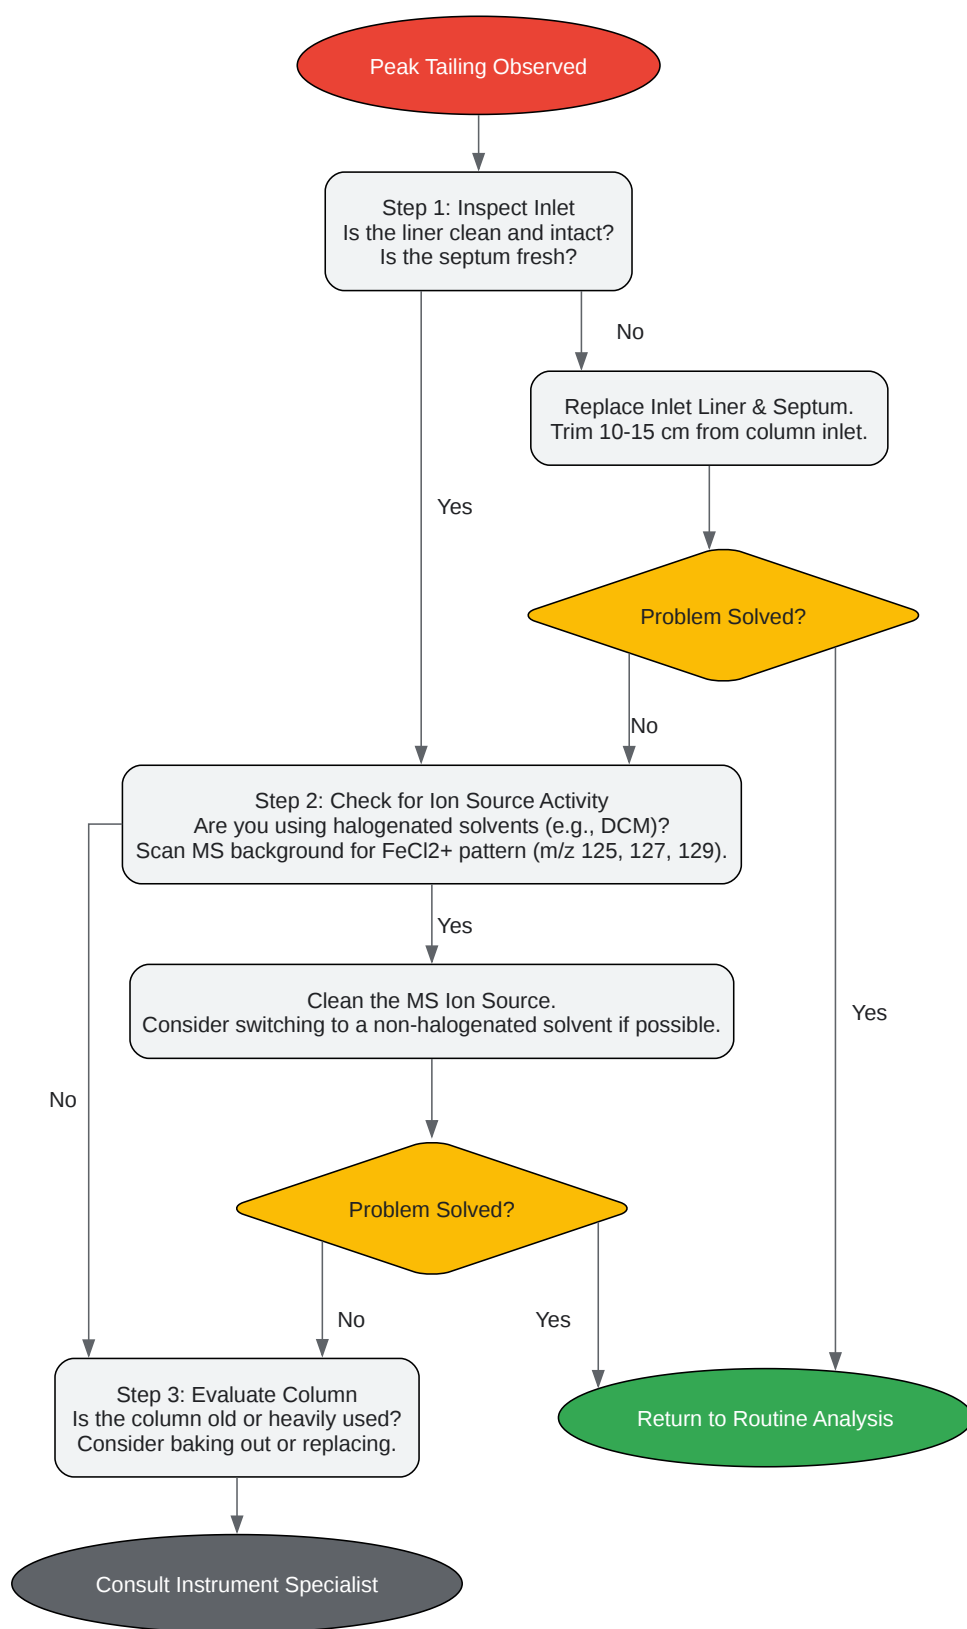 Peak Tailing Observed
Step 1: Inspect Inlet
Is the liner clean and intact?
Is the septum fresh?
No
Replace Inlet Liner & Septum.
Trim 10-15 cm from column inlet.
Yes
Problem Solved?
No
Step 2: Check for Ion Source Activity
Are you using halogenated solvents (e.g., DCM)?
Scan MS background for FeCl2+ pattern (m/z 125, 127, 129).
Yes
Clean the MS Ion Source.
Consider switching to a non-halogenated solvent if possible.
Yes
No
Problem Solved?
No
Yes
Step 3: Evaluate Column
Is the column old or heavily used?
Consider baking out or replacing.
Return to Routine Analysis
Consult Instrument Specialist